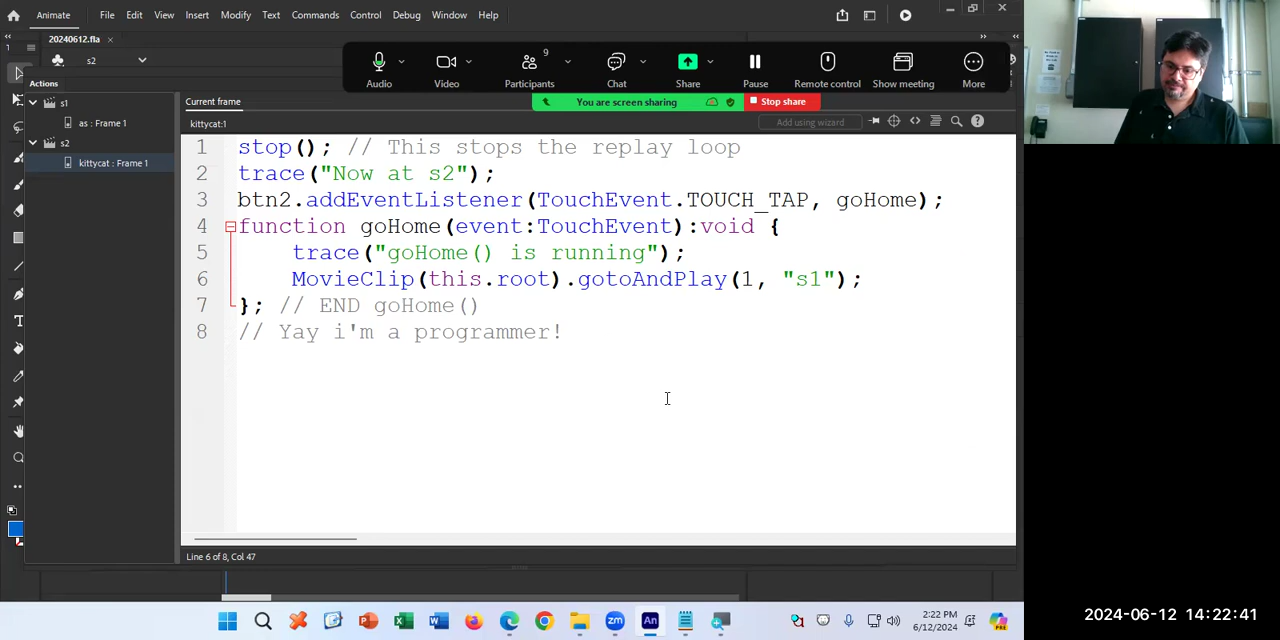 Animate File Edit View Insert Modify Text Commands Control Debug Window Help
20240612.fla
s2
Actions
9
Audio Video Participants Chat Share Pause Remote control Show meeting More
You are screen sharing Stop share
s1
as : Frame 1
s2
kittycat : Frame 1
Current frame
kittycat:1
Add using wizard
1 stop(); // This stops the replay loop
2 trace("Now at s2");
3 btn2.addEventListener(TouchEvent.TOUCH_TAP, goHome);
4 function goHome(event:TouchEvent):void {
5 trace("goHome() is running");
6 MovieClip(this.root).gotoAndPlay(1, "s1");
7 }; // END goHome()
8 // Yay i'm a programmer!
Line 6 of 8, Col 47
2:22 PM
6/12/2024
2024-06-12 14:22:41